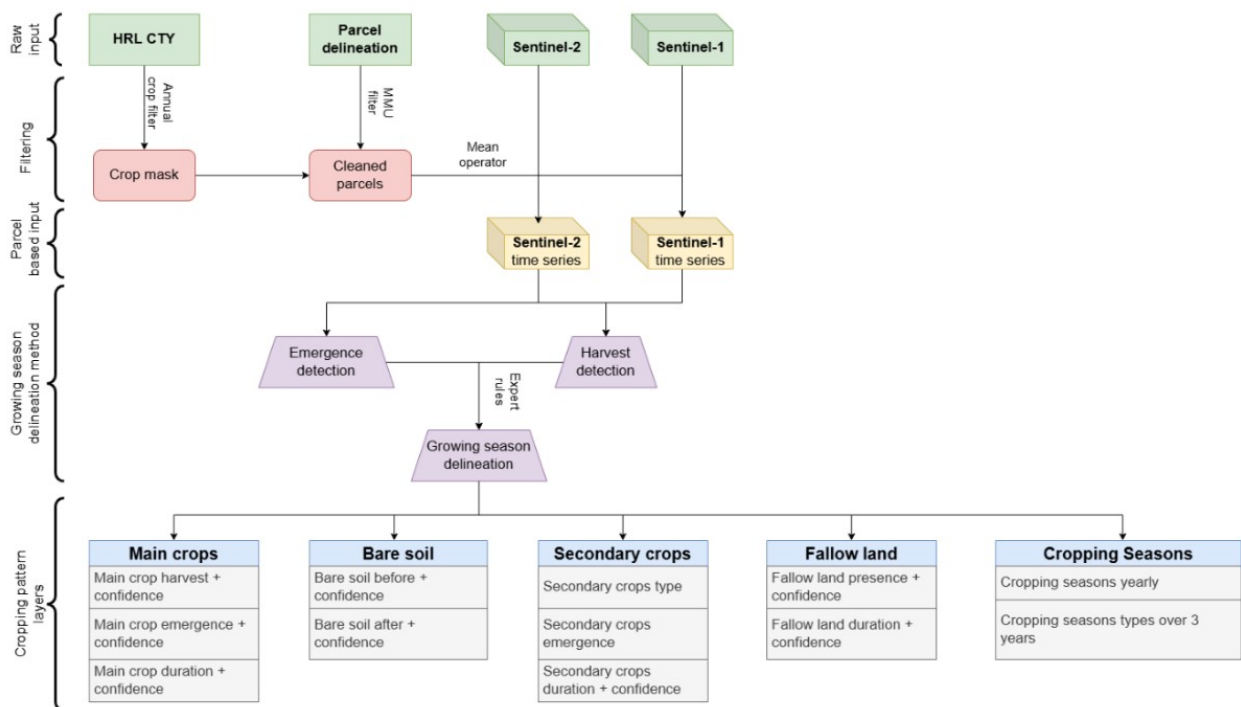 Raw
input
HRL CTY
Parcel
delineation
Sentinel-2
Sentinel-1
Filtering
Annual
crop filter
MMU
filter
Crop mask
Cleaned
parcels
Mean
operator
Parcel
based input
Sentinel-2
time series
Sentinel-1
time series
Growing season
delineation method
Emergence
detection
Harvest
detection
Expert
rules
Growing season
delineation
Cropping pattern
layers
Main crops
Main crop harvest +
confidence
Main crop emergence +
confidence
Main crop duration +
confidence
Bare soil
Bare soil before +
confidence
Bare soil after +
confidence
Secondary crops
Secondary crops type
Secondary crops
emergence
Secondary crops
duration + confidence
Fallow land
Fallow land presence +
confidence
Fallow land duration +
confidence
Cropping Seasons
Cropping seasons yearly
Cropping seasons types over 3
years